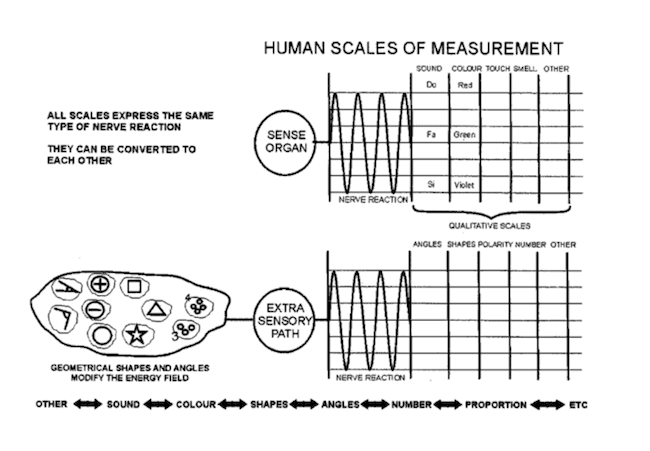 HUMAN SCALES OF MEASUREMENT
SOUND COLOUR TOUCH SMELL OTHER
Do Red
ALL SCALES EXPRESS THE SAME
TYPE OF NERVE REACTION
THEY CAN BE CONVERTED TO
EACH OTHER
SENSE
ORGAN
Fa Green
Si Violet
NERVE REACTION
QUALITATIVE SCALES
ANGLES SHAPES POLARITY NUMBER OTHER
4
3
EXTRA
SENSORY
PATH
GEOMETRICAL SHAPES AND ANGLES
MODIFY THE ENERGY FIELD
NERVE REACTION
OTHER SOUND COLOUR SHAPES ANGLES NUMBER PROPORTION ETC